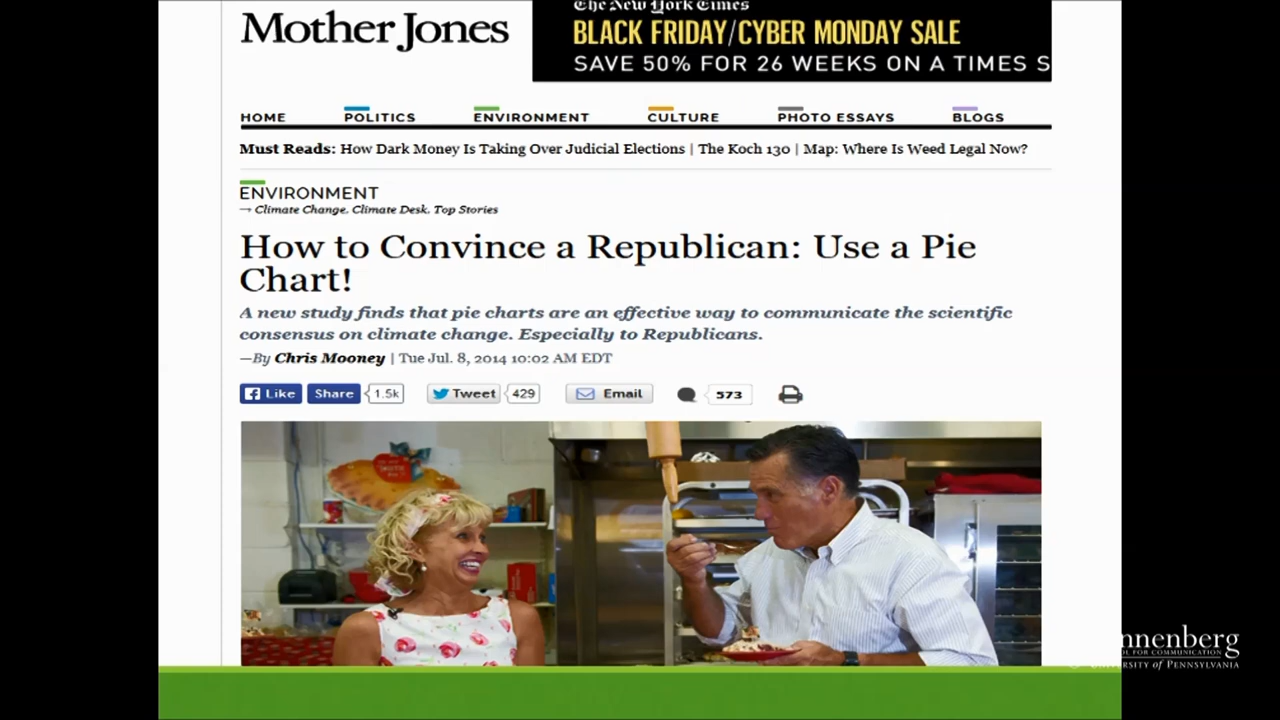 The New York Times
Mother Jones
BLACK FRIDAY/CYBER MONDAY SALE
SAVE 50% FOR 26 WEEKS ON A TIMES S
HOME POLITICS ENVIRONMENT CULTURE PHOTO ESSAYS BLOGS
Must Reads: How Dark Money Is Taking Over Judicial Elections | The Koch 130 | Map: Where Is Weed Legal Now?
ENVIRONMENT
→ Climate Change, Climate Desk, Top Stories
How to Convince a Republican: Use a Pie
Chart!
A new study finds that pie charts are an effective way to communicate the scientific
consensus on climate change. Especially to Republicans.
—By Chris Mooney | Tue Jul. 8, 2014 10:02 AM EDT
Like Share 1.5k Tweet 429 Email 573
nnenberg
OL FOR COMMUNICATION
UNIVERSITY of PENNSYLVANIA